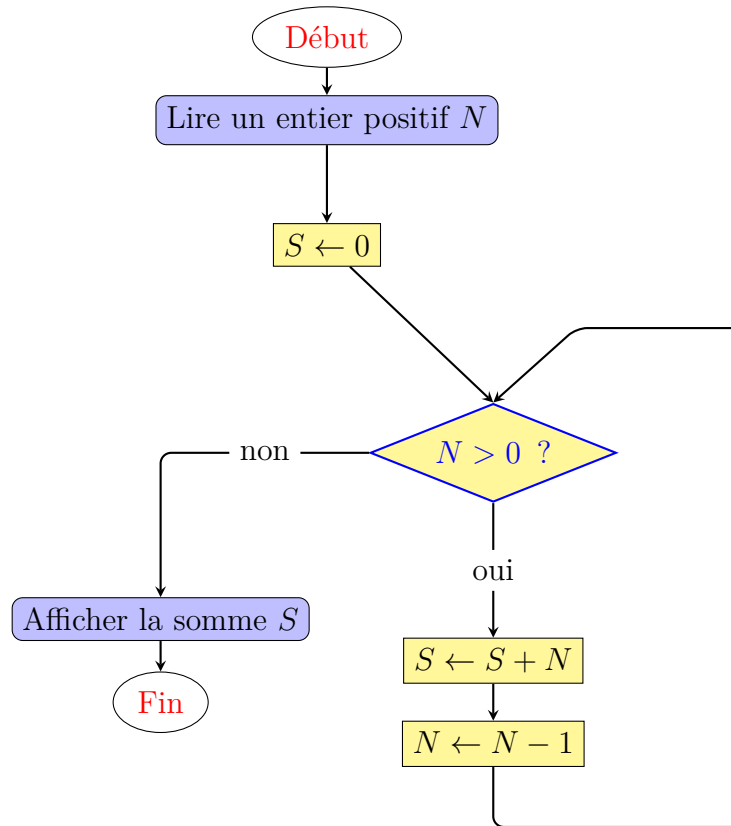 Début
Lire un entier positif N
S ← 0
N > 0 ?
non
oui
Afficher la somme S
S ← S + N
Fin
N ← N − 1